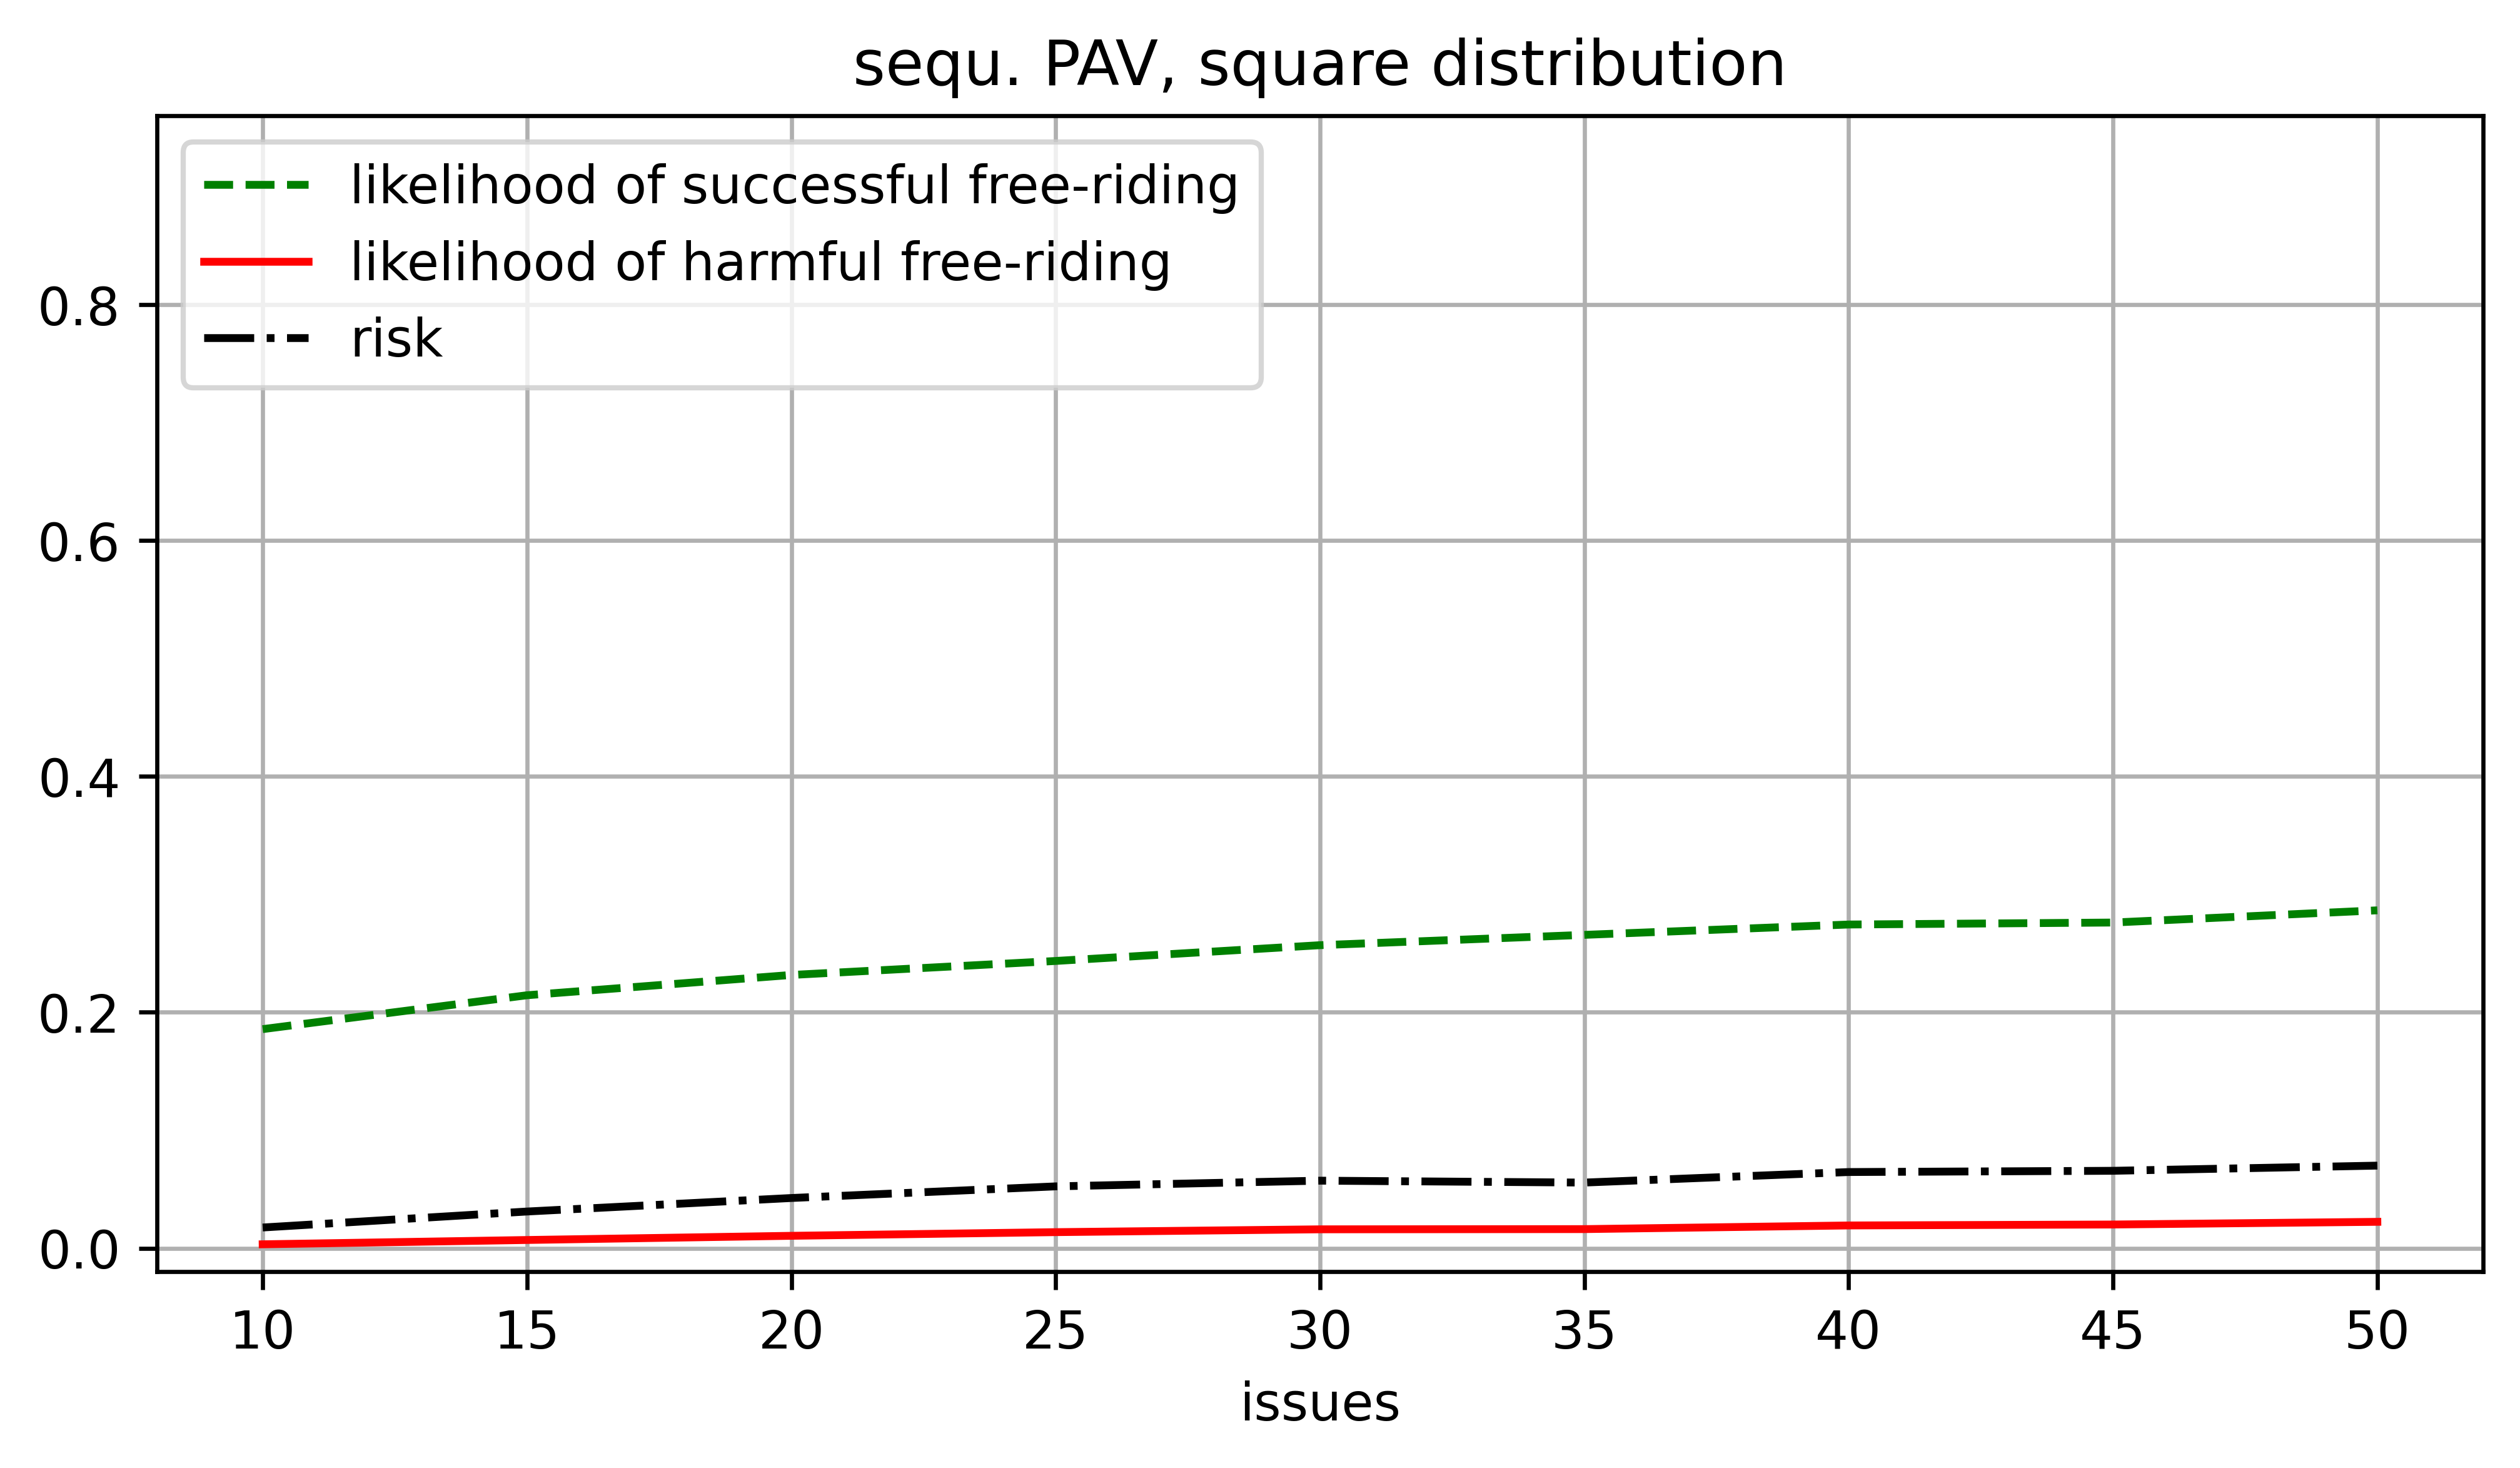 sequ. PAV, square distribution
likelihood of successful free-riding
likelihood of harmful free-riding
risk
0.8
0.6
0.4
0.2
0.0
10 15 20 25 30 35 40 45 50
issues